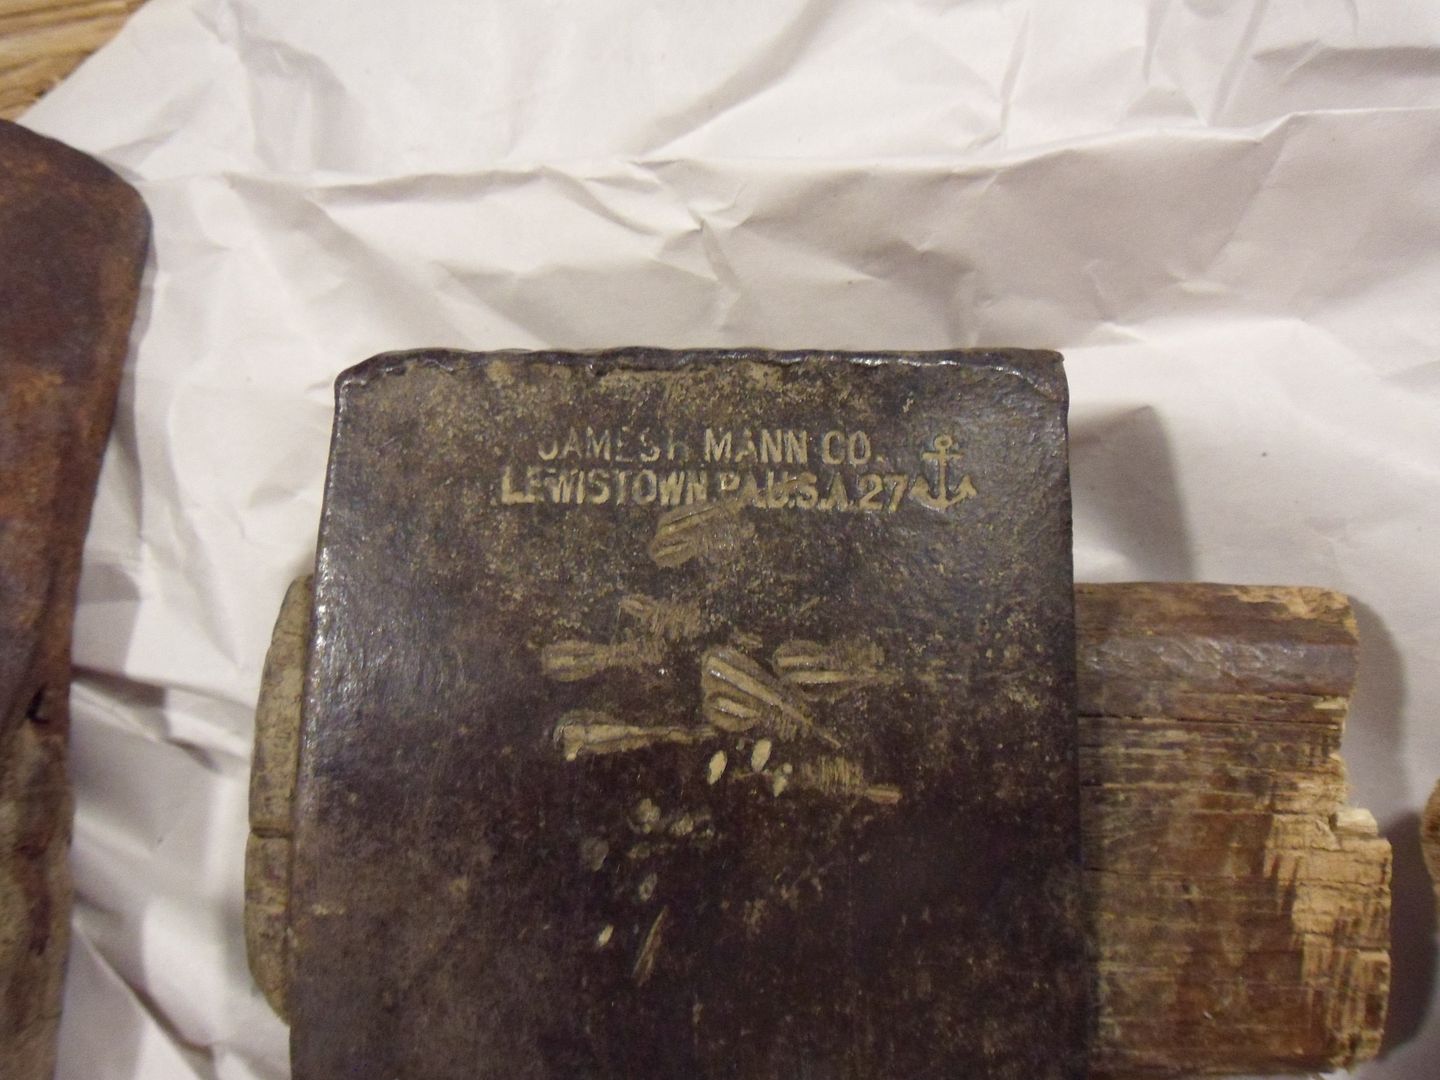 JAMES H MANN CO.
LEWISTOWN PA.U.S.A.27